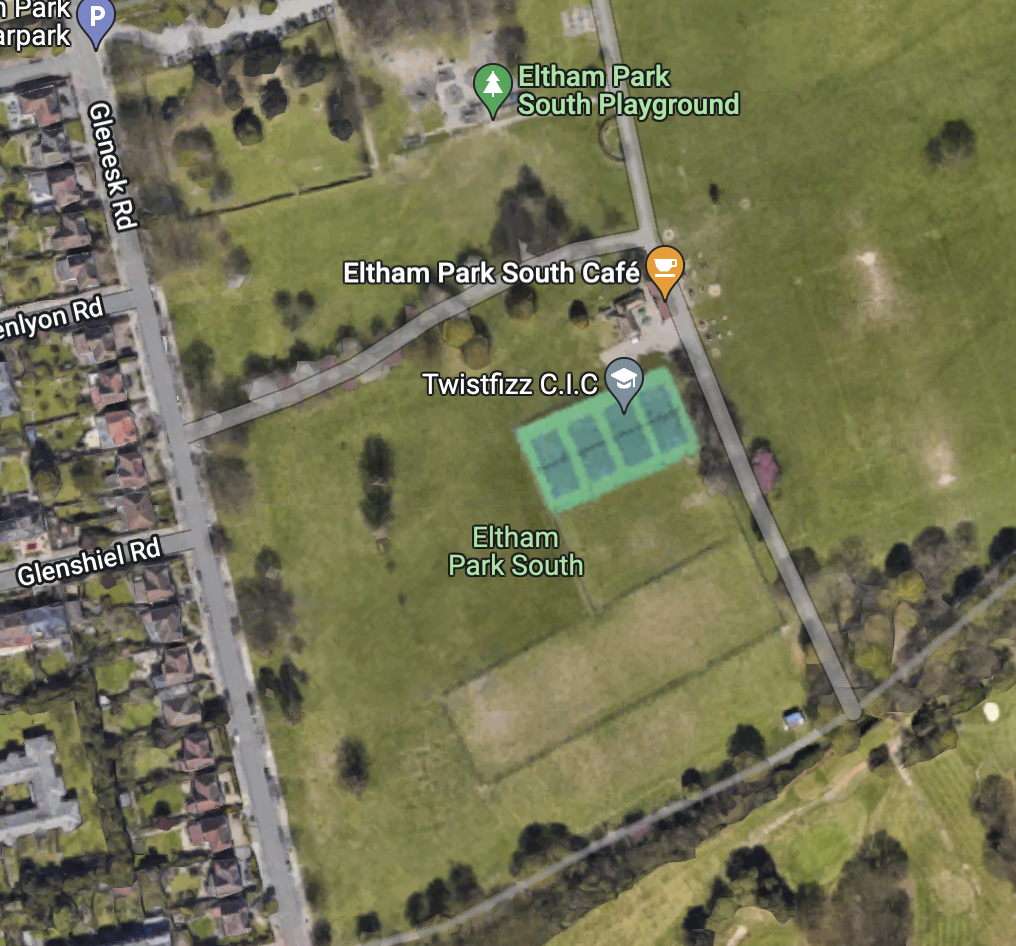 Park
arpark
P
Eltham Park
South Playground
Glenesk Rd
Eltham Park South Café
enlyon Rd
Twistfizz C.I.C
Eltham
Park South
Glenshiel Rd